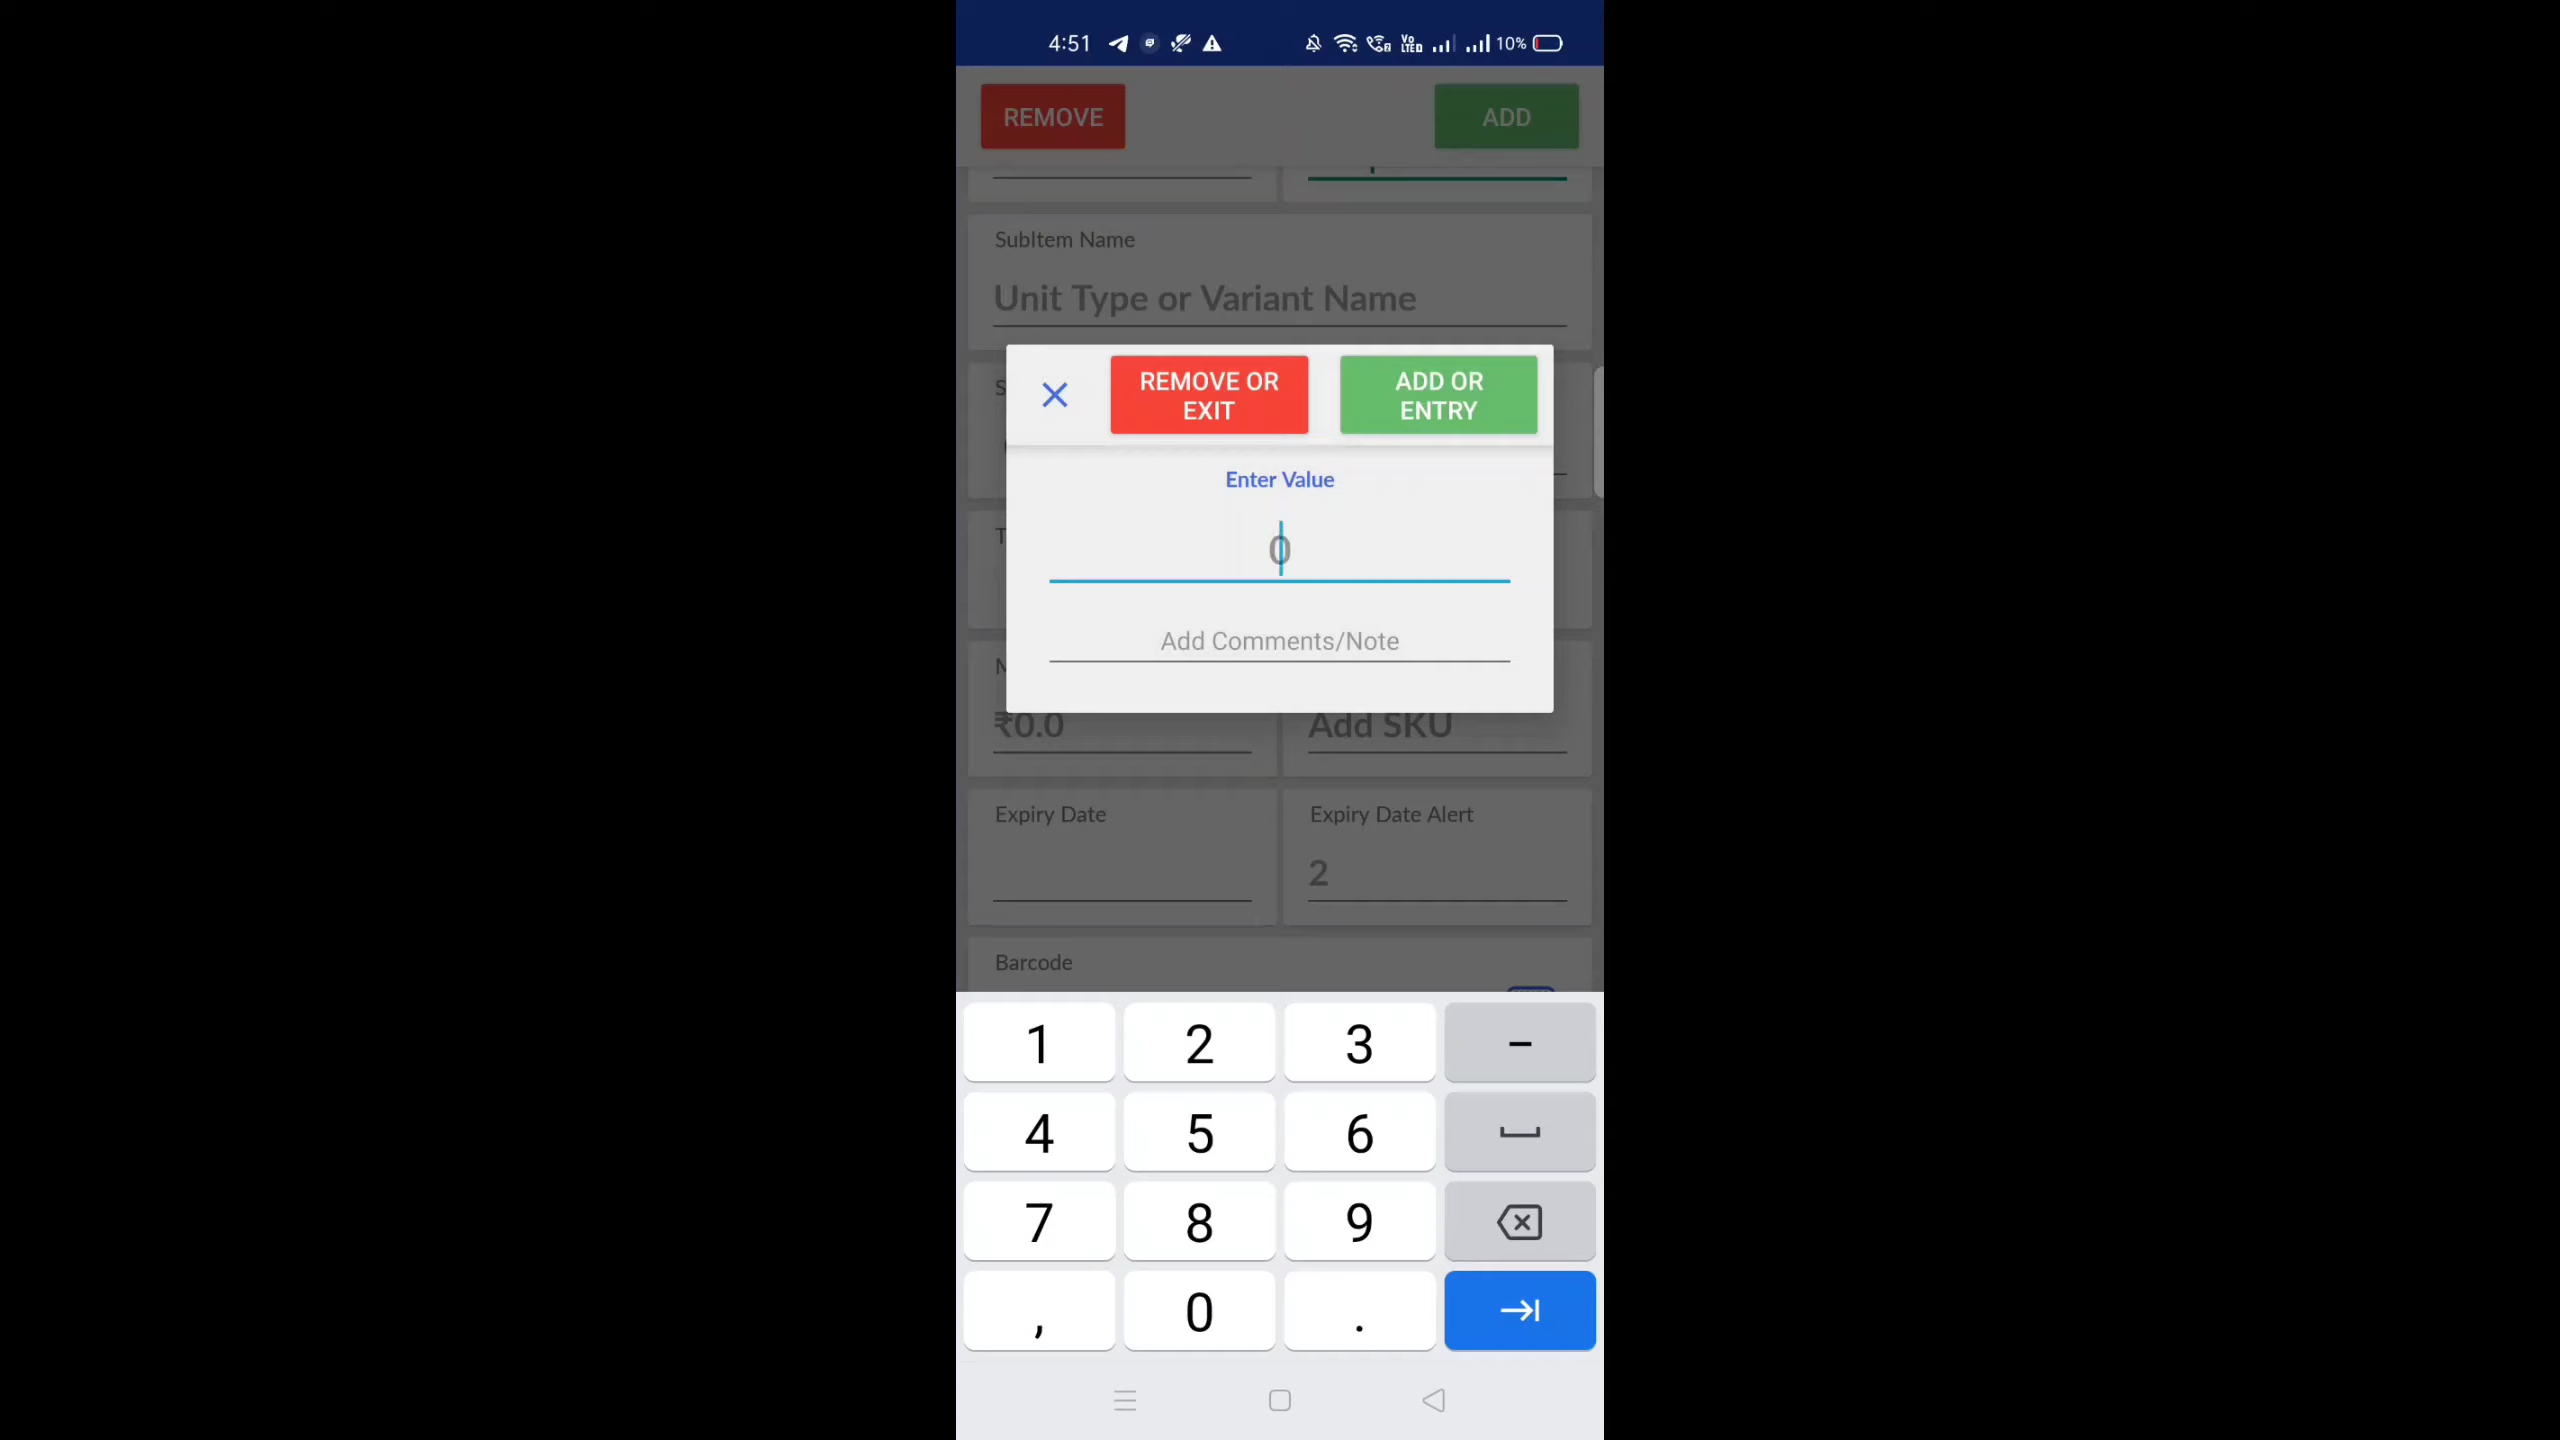 4:51
VO LTE 10%
REMOVE
ADD
SubItem Name
Unit Type or Variant Name
REMOVE OR
EXIT
ADD OR
ENTRY
S
Enter Value
0
T
Add Comments/Note
₹0.0
Add SKU
Expiry Date
Expiry Date Alert
2
Barcode
1 2 3 –
4 5 6
7 8 9
, 0 .